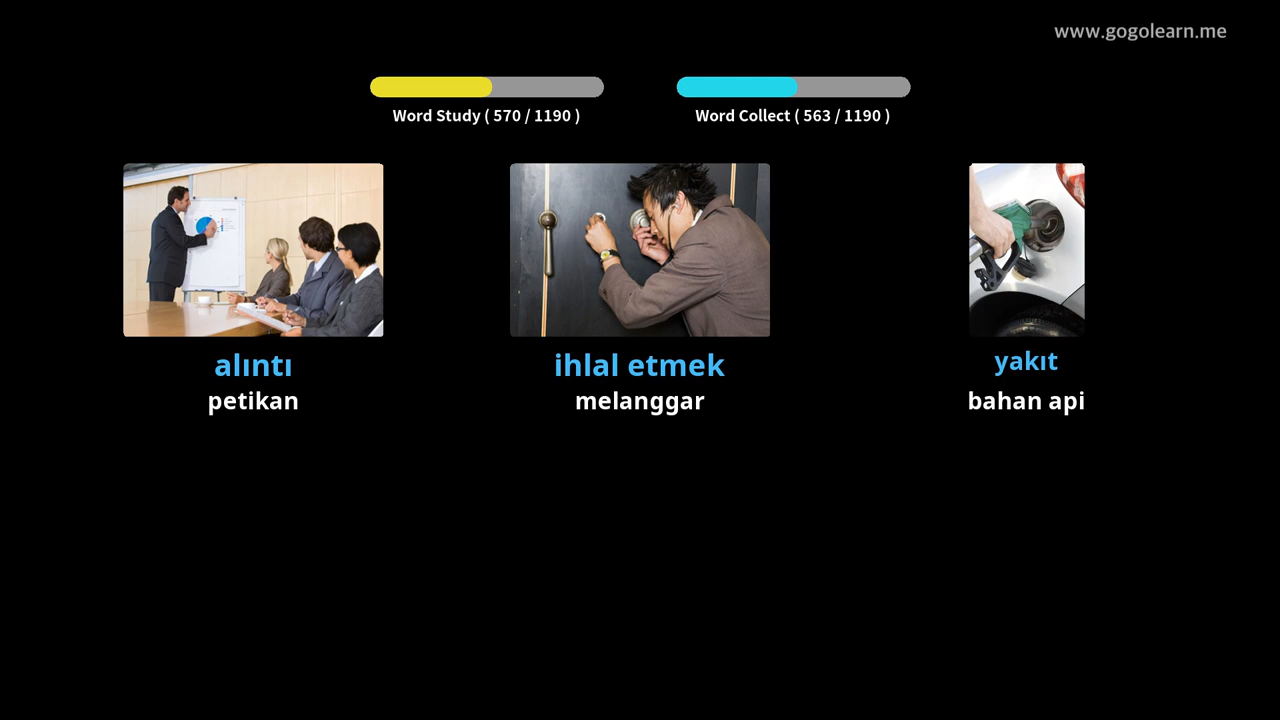 www.gogolearn.me
Word Study ( 570 / 1190 )
Word Collect ( 563 / 1190 )
alıntı
petikan
ihlal etmek
melanggar
yakıt
bahan api